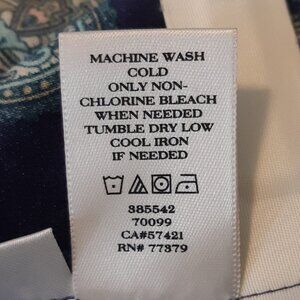 MACHINE WASH
COLD
ONLY NON-
CHLORINE BLEACH
WHEN NEEDED
TUMBLE DRY LOW
COOL IRON
IF NEEDED
385542
70099
CA#57421
RN# 77379